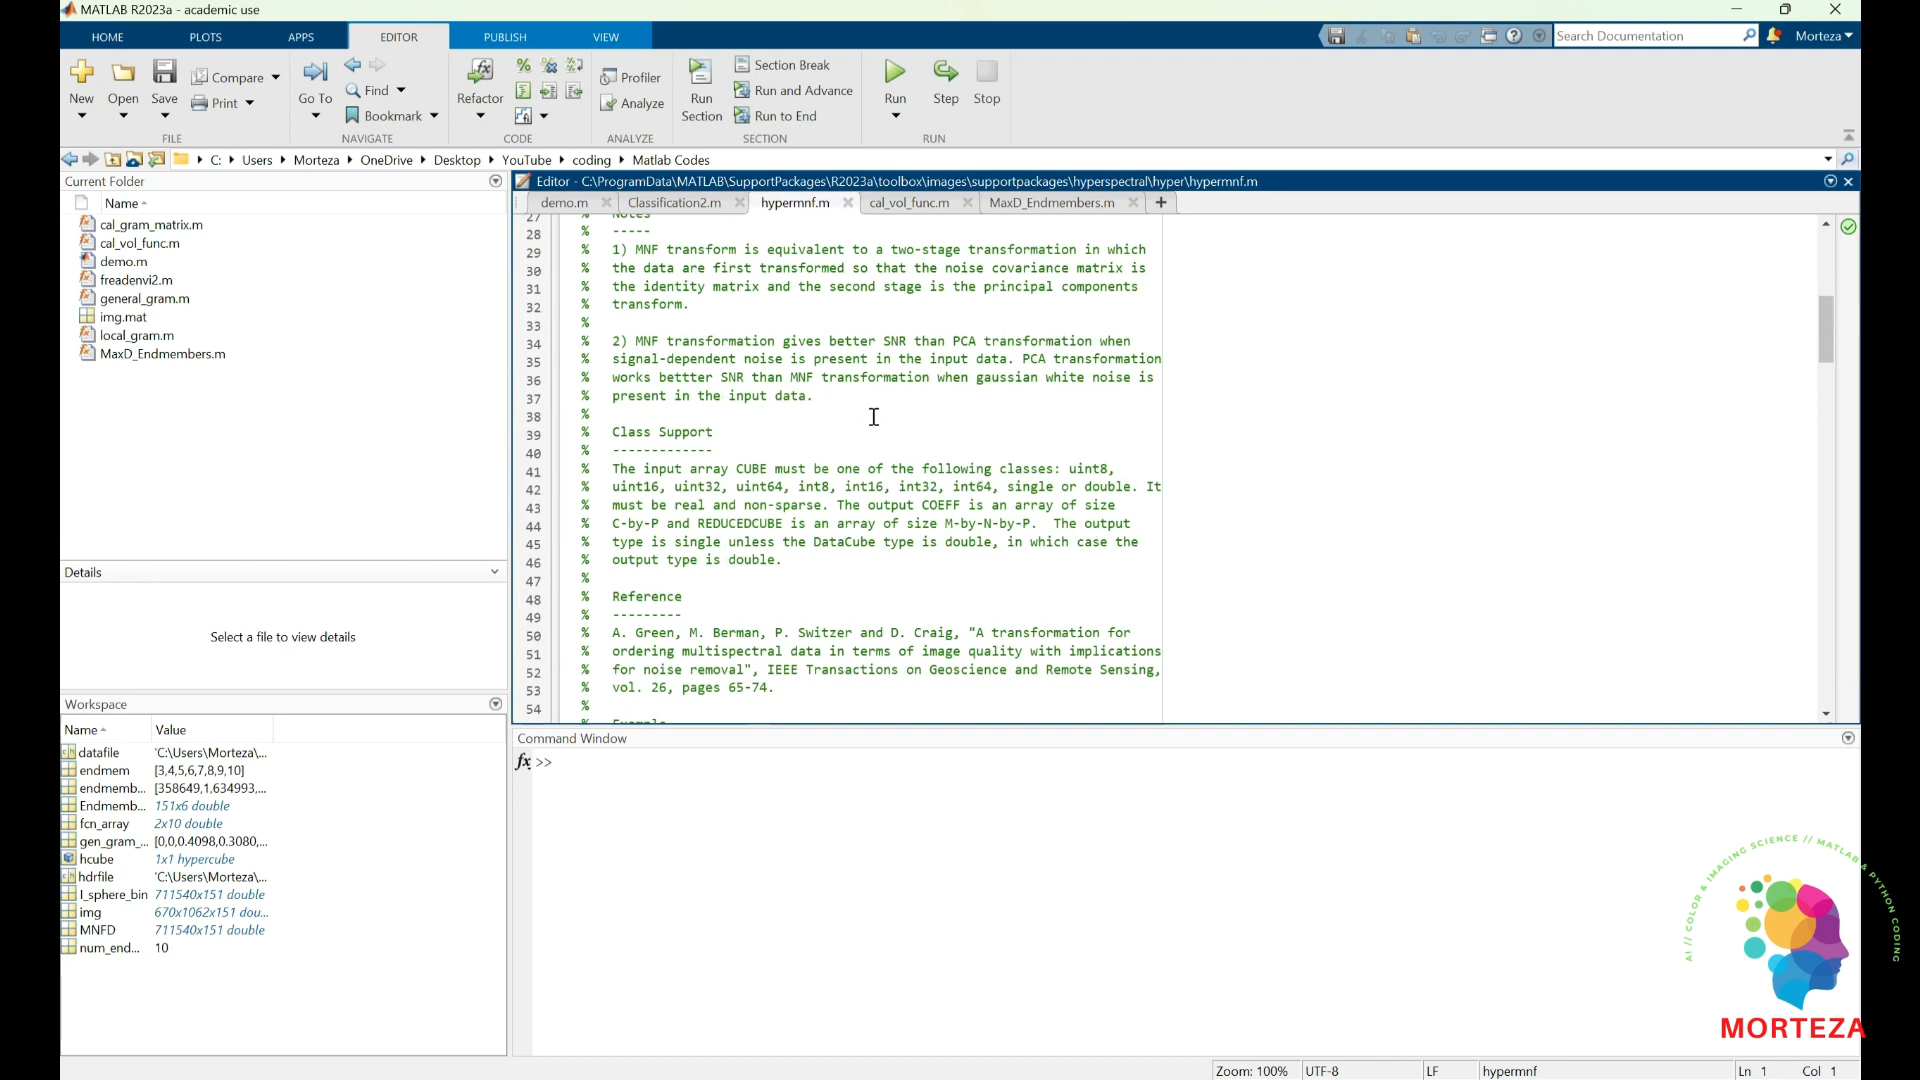 MATLAB R2023a - academic use
HOME PLOTS APPS EDITOR PUBLISH VIEW Search Documentation Morteza
New Open Save Compare Print Go To Find Bookmark Refactor Profiler Analyze Run Section Section Break Run and Advance Run to End Run Step Stop
FILE NAVIGATE CODE ANALYZE SECTION RUN
C: Users Morteza OneDrive Desktop YouTube coding Matlab Codes
Current Folder
Name
cal_gram_matrix.m
cal_vol_func.m
demo.m
freadenvi2.m
general_gram.m
img.mat
local_gram.m
MaxD_Endmembers.m
Details
Select a file to view details
Workspace
Name Value
datafile 'C:\Users\Morteza\...
endmem [3,4,5,6,7,8,9,10]
endmemb... [358649,1,634993,...
Endmemb... 151x6 double
fcn_array 2x10 double
gen_gram_... [0,0,0.4098,0.3080,...
hcube 1x1 hypercube
hdrfile 'C:\Users\Morteza\...
I_sphere_bin 711540x151 double
img 670x1062x151 dou...
MNFD 711540x151 double
num_end... 10
Editor - C:\ProgramData\MATLAB\SupportPackages\R2023a\toolbox\images\supportpackages\hyperspectral\hyper\hypermnf.m
demo.m Classification2.m hypermnf.m cal_vol_func.m MaxD_Endmembers.m +
27 % Notes
28 % -----
29 % 1) MNF transform is equivalent to a two-stage transformation in which
30 % the data are first transformed so that the noise covariance matrix is
31 % the identity matrix and the second stage is the principal components
32 % transform.
33 %
34 % 2) MNF transformation gives better SNR than PCA transformation when
35 % signal-dependent noise is present in the input data. PCA transformation
36 % works bettter SNR than MNF transformation when gaussian white noise is
37 % present in the input data.
38 %
39 % Class Support
40 % -------------
41 % The input array CUBE must be one of the following classes: uint8,
42 % uint16, uint32, uint64, int8, int16, int32, int64, single or double. It
43 % must be real and non-sparse. The output COEFF is an array of size
44 % C-by-P and REDUCEDCUBE is an array of size M-by-N-by-P. The output
45 % type is single unless the DataCube type is double, in which case the
46 % output type is double.
47 %
48 % Reference
49 % ---------
50 % A. Green, M. Berman, P. Switzer and D. Craig, "A transformation for
51 % ordering multispectral data in terms of image quality with implications
52 % for noise removal", IEEE Transactions on Geoscience and Remote Sensing,
53 % vol. 26, pages 65-74.
54 %
% Example
Command Window
fx >>
AI // COLOR & IMAGING SCIENCE // MATLAB & PYTHON CODING
MORTEZA
Zoom: 100% UTF-8 LF hypermnf Ln 1 Col 1